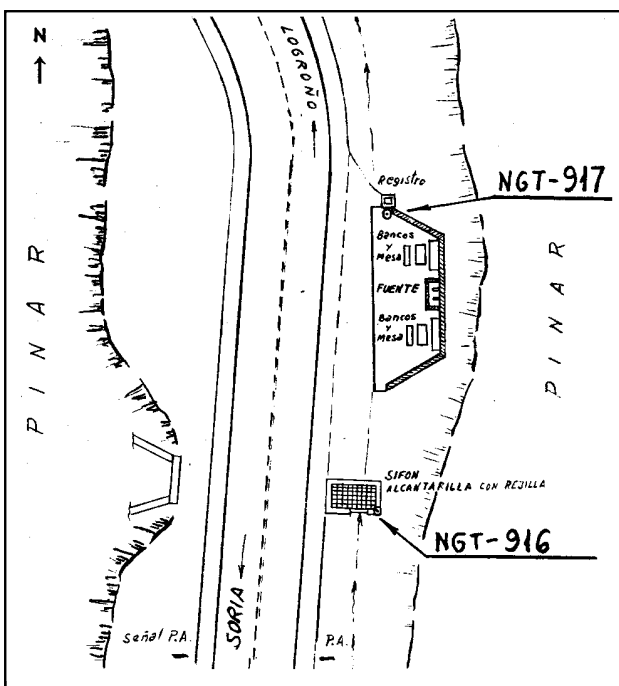 N
LOGROÑO
Registro
NGT-917
Bancos
y
Mesa
FUENTE
Bancos
y
Mesa
PINAR
PINAR
SIFON
ALCANTARILLA CON REJILLA
NGT-916
SORIA
Señal P.A.
P.A.